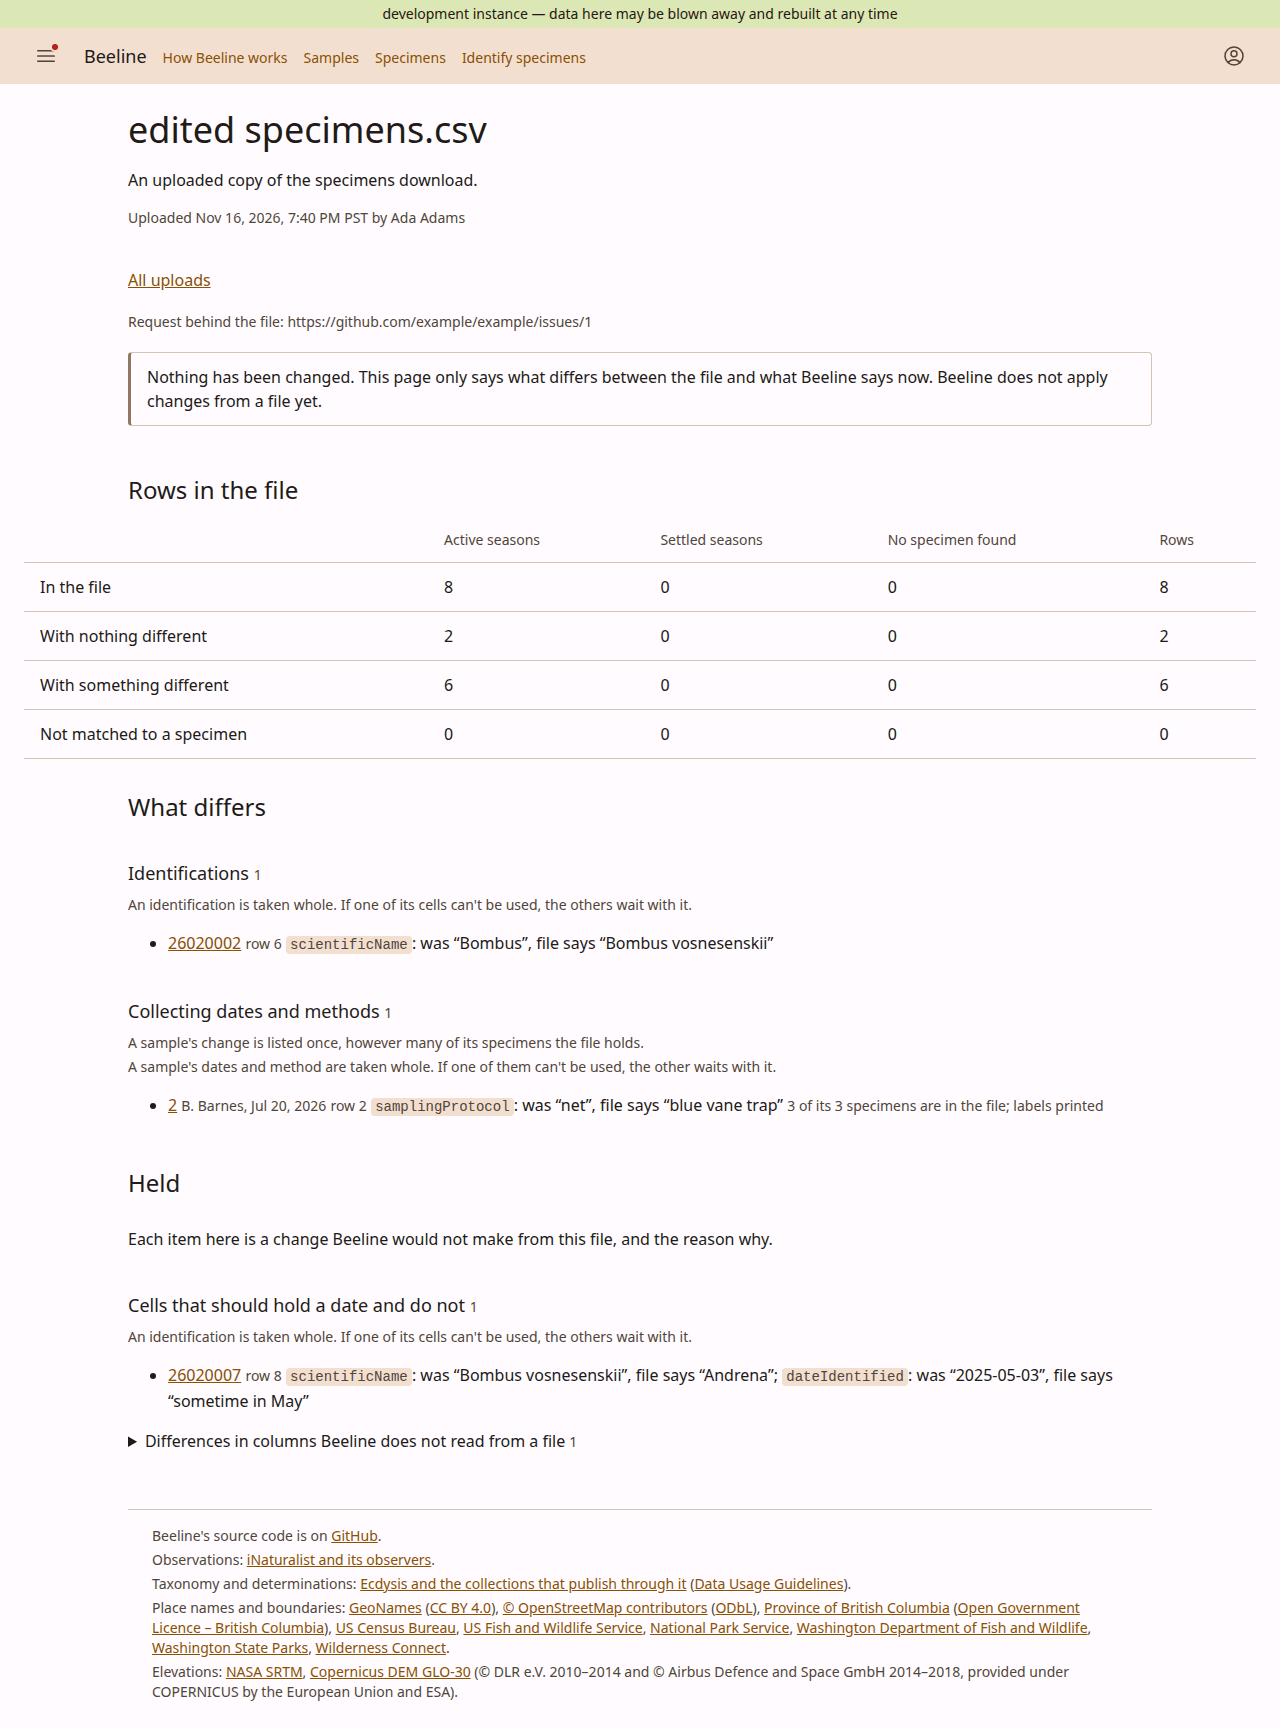 development instance — data here may be blown away and rebuilt at any time
Beeline How Beeline works Samples Specimens Identify specimens
edited specimens.csv
An uploaded copy of the specimens download.
Uploaded Nov 16, 2026, 7:40 PM PST by Ada Adams
All uploads
Request behind the file: https://github.com/example/example/issues/1
Nothing has been changed. This page only says what differs between the file and what Beeline says now. Beeline does not apply
changes from a file yet.
Rows in the file
Active seasons Settled seasons No specimen found Rows
In the file 8 0 0 8
With nothing different 2 0 0 2
With something different 6 0 0 6
Not matched to a specimen 0 0 0 0
What differs
Identifications 1
An identification is taken whole. If one of its cells can't be used, the others wait with it.
26020002 row 6 scientificName: was “Bombus”, file says “Bombus vosnesenskii”
Collecting dates and methods 1
A sample's change is listed once, however many of its specimens the file holds.
A sample's dates and method are taken whole. If one of them can't be used, the other waits with it.
2 B. Barnes, Jul 20, 2026 row 2 samplingProtocol: was “net”, file says “blue vane trap” 3 of its 3 specimens are in the file; labels printed
Held
Each item here is a change Beeline would not make from this file, and the reason why.
Cells that should hold a date and do not 1
An identification is taken whole. If one of its cells can't be used, the others wait with it.
26020007 row 8 scientificName: was “Bombus vosnesenskii”, file says “Andrena”; dateIdentified: was “2025-05-03”, file says
“sometime in May”
Differences in columns Beeline does not read from a file 1
Beeline's source code is on GitHub.
Observations: iNaturalist and its observers.
Taxonomy and determinations: Ecdysis and the collections that publish through it (Data Usage Guidelines).
Place names and boundaries: GeoNames (CC BY 4.0), © OpenStreetMap contributors (ODbL), Province of British Columbia (Open Government
Licence – British Columbia), US Census Bureau, US Fish and Wildlife Service, National Park Service, Washington Department of Fish and Wildlife,
Washington State Parks, Wilderness Connect.
Elevations: NASA SRTM, Copernicus DEM GLO-30 (© DLR e.V. 2010–2014 and © Airbus Defence and Space GmbH 2014–2018, provided under
COPERNICUS by the European Union and ESA).